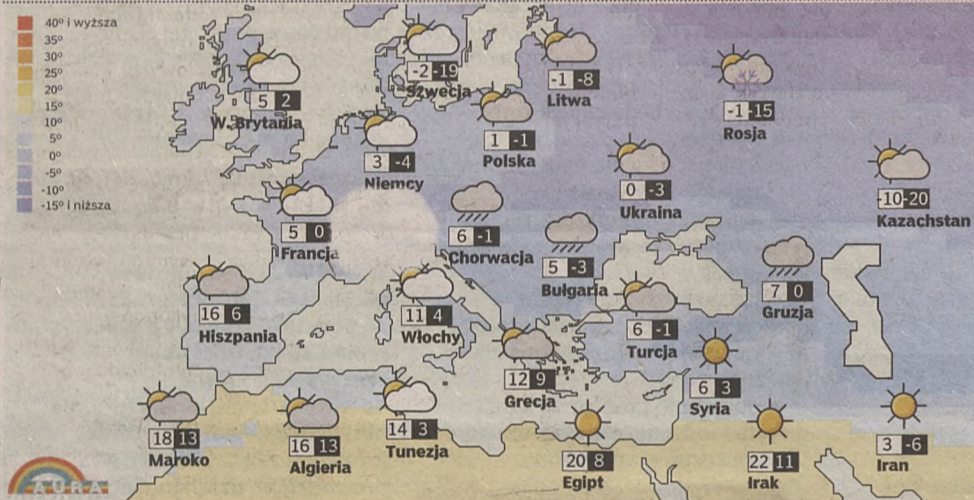 40° i wyższa
35°
30°
25°
20°
15°
10°
5°
0°
-5°
-10°
-15° i niższa
5 2
W. Brytania
-2 -19
Szwecja
-1 -8
Litwa
-1 -15
Rosja
3 -4
Niemcy
1 -1
Polska
0 -3
Ukraina
-10 -20
Kazachstan
5 0
Francja
6 -1
Chorwacja
5 -3
Bułgaria
7 0
Gruzja
16 6
Hiszpania
11 4
Włochy
6 -1
Turcja
12 9
Grecja
6 3
Syria
18 13
Maroko
16 13
Algieria
14 3
Tunezja
20 8
Egipt
22 11
Irak
3 -6
Iran
AURA